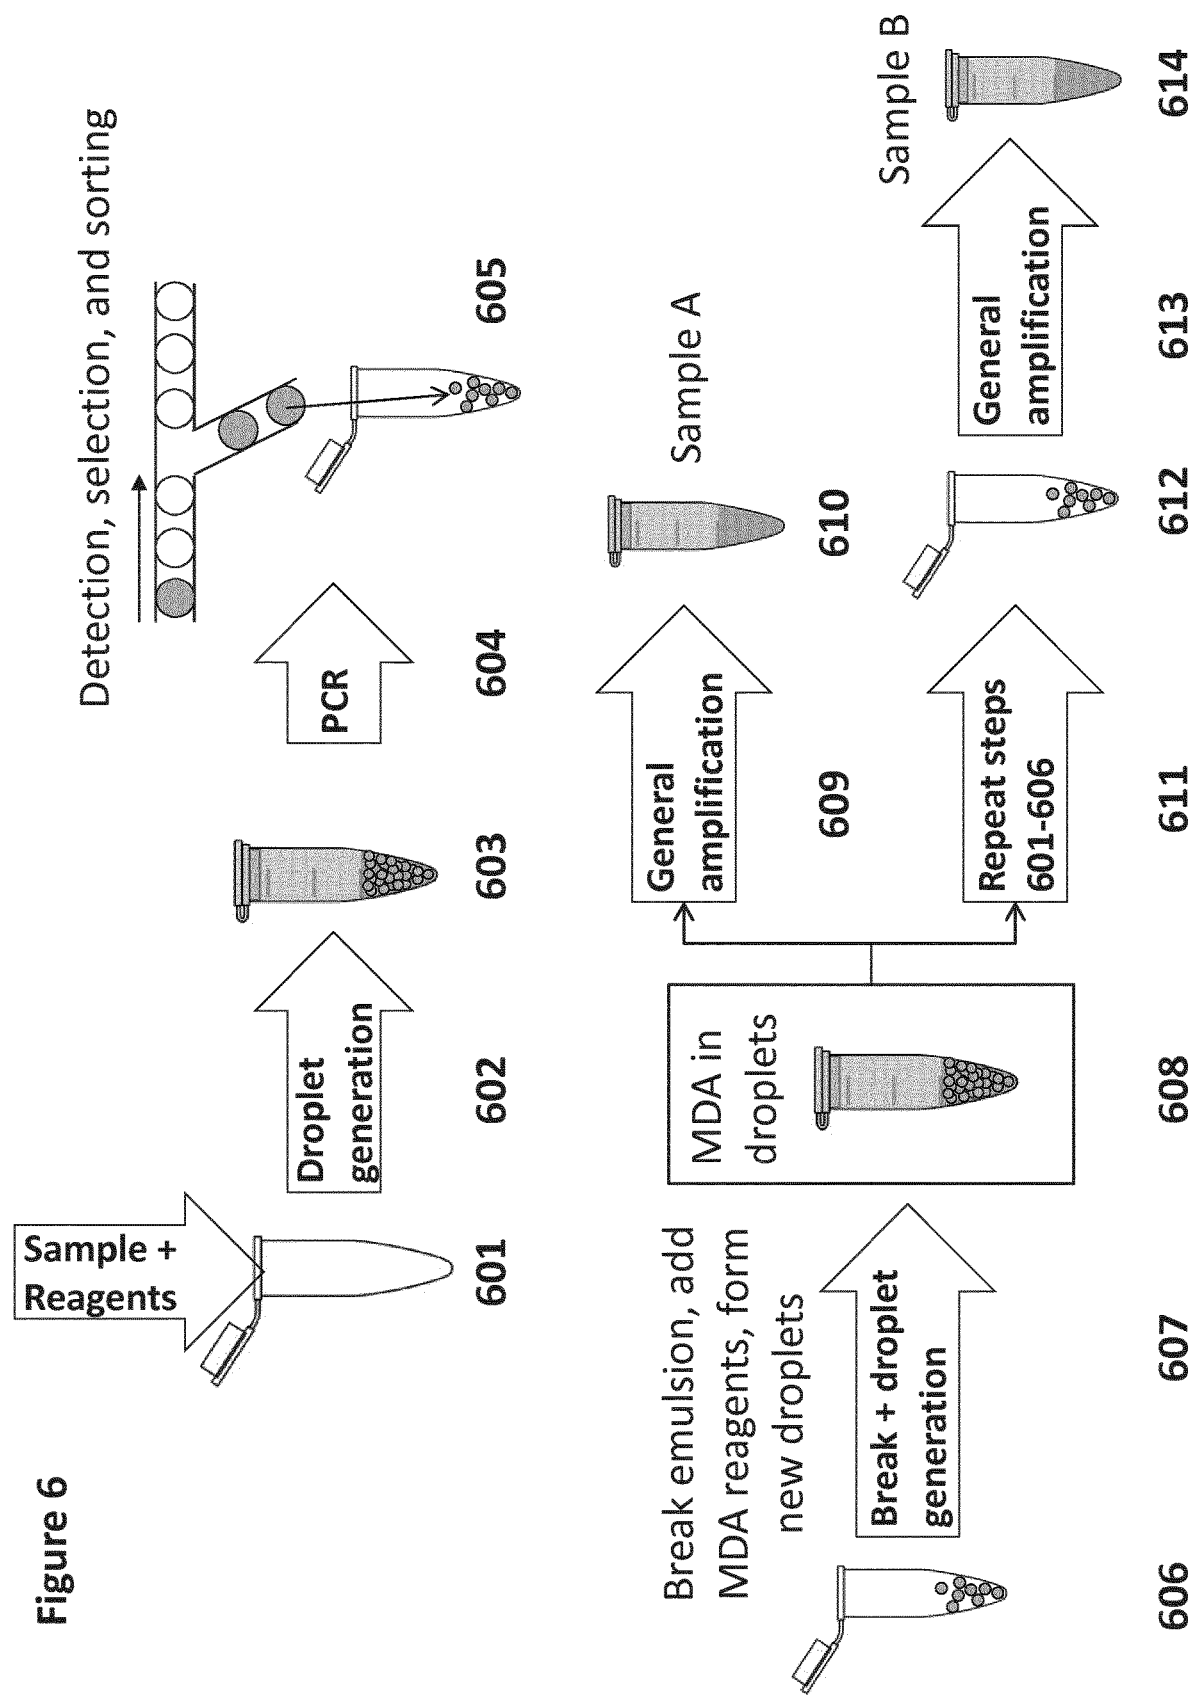 Figure 6
Sample +
Reagents
601
Droplet
generation
602
603
PCR
604
Detection, selection, and sorting
605
606
Break emulsion, add
MDA reagents, form
new droplets
Break + droplet
generation
607
MDA in
droplets
608
General
amplification
609
610
Sample A
Repeat steps
601-606
611
612
General
amplification
613
Sample B
614